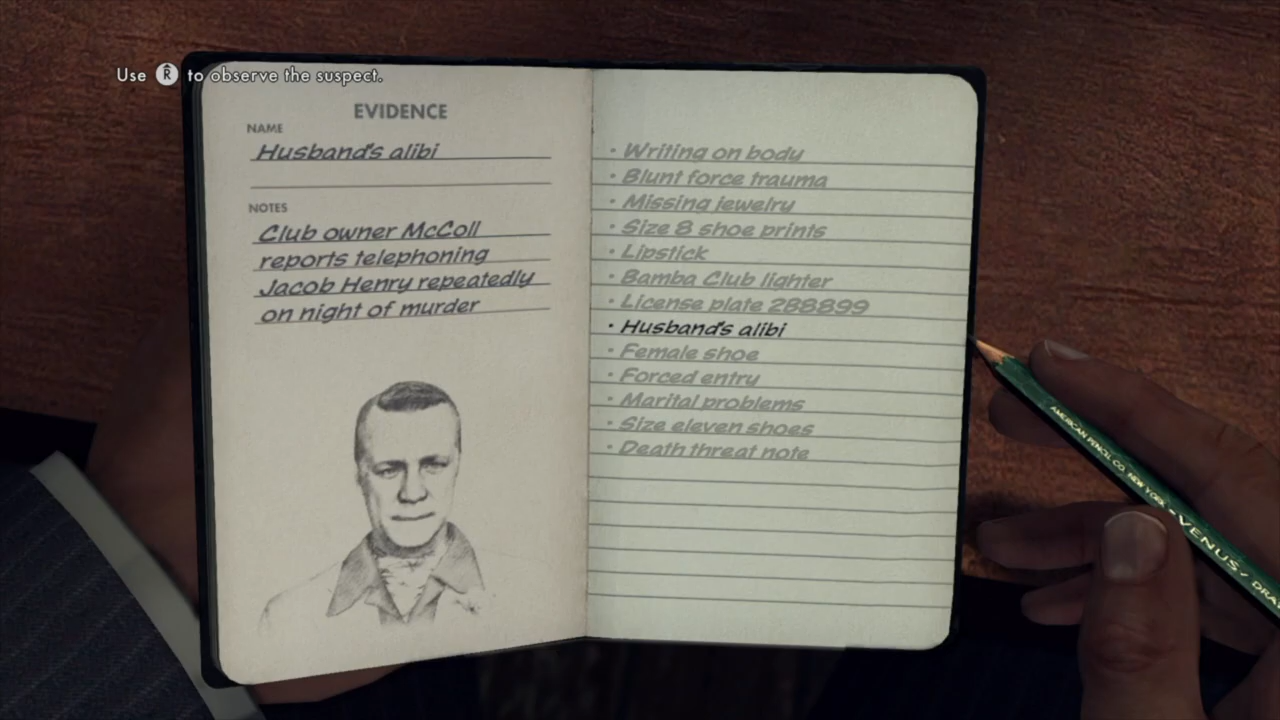 Use R to observe the suspect.
EVIDENCE
NAME
Husband's alibi
NOTES
Club owner McColl
reports telephoning
Jacob Henry repeatedly
on night of murder
• Writing on body
• Blunt force trauma
• Missing jewelry
• Size 8 shoe prints
• Lipstick
• Bamba Club lighter
• License plate 2B8899
• Husband's alibi
• Female shoe
• Forced entry
• Marital problems
• Size eleven shoes
• Death threat note
AMERICAN PENCIL CO. NEW YORK VENUS